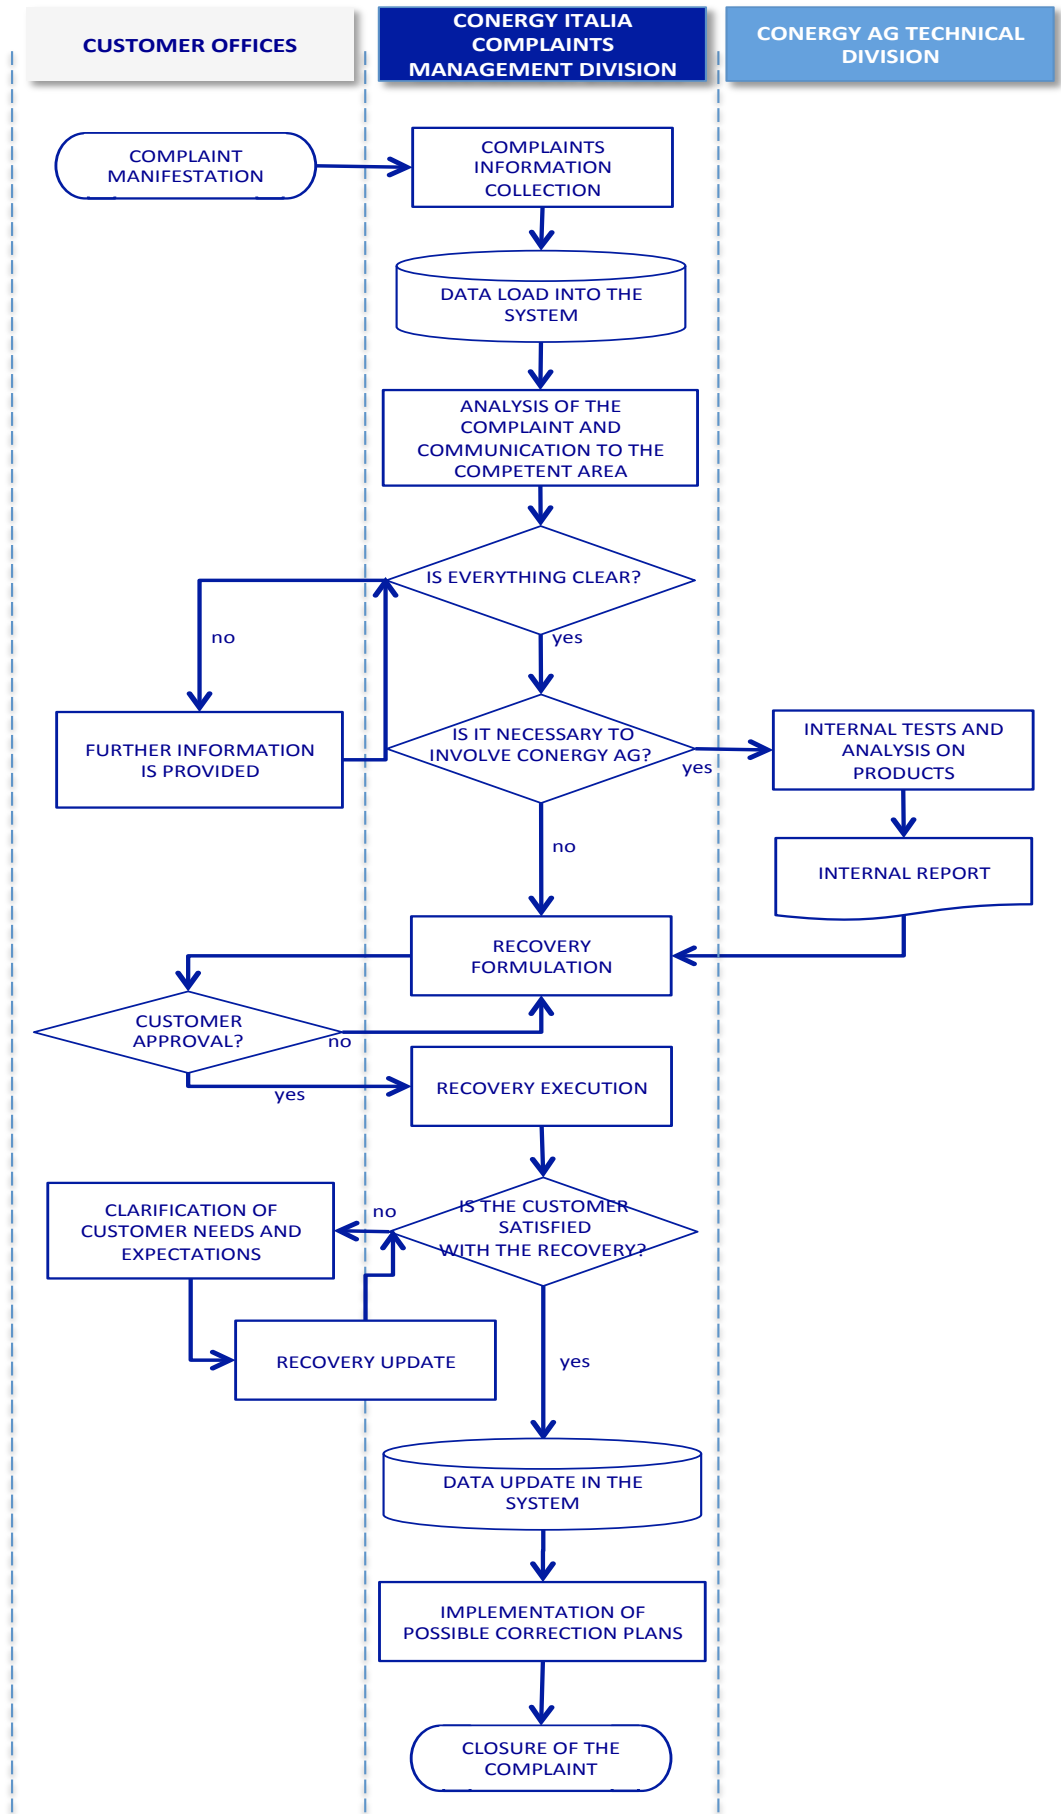 CUSTOMER OFFICES
CONERGY ITALIA
COMPLAINTS
MANAGEMENT DIVISION
CONERGY AG TECHNICAL
DIVISION
COMPLAINT
MANIFESTATION
COMPLAINTS
INFORMATION
COLLECTION
DATA LOAD INTO THE
SYSTEM
ANALYSIS OF THE
COMPLAINT AND
COMMUNICATION TO THE
COMPETENT AREA
IS EVERYTHING CLEAR?
no
yes
FURTHER INFORMATION
IS PROVIDED
IS IT NECESSARY TO
INVOLVE CONERGY AG?
yes
INTERNAL TESTS AND
ANALYSIS ON
PRODUCTS
no
INTERNAL REPORT
RECOVERY
FORMULATION
CUSTOMER
APPROVAL?
no
yes
RECOVERY EXECUTION
CLARIFICATION OF
CUSTOMER NEEDS AND
EXPECTATIONS
no
IS THE CUSTOMER
SATISFIED
WITH THE RECOVERY?
RECOVERY UPDATE
yes
DATA UPDATE IN THE
SYSTEM
IMPLEMENTATION OF
POSSIBLE CORRECTION PLANS
CLOSURE OF THE
COMPLAINT